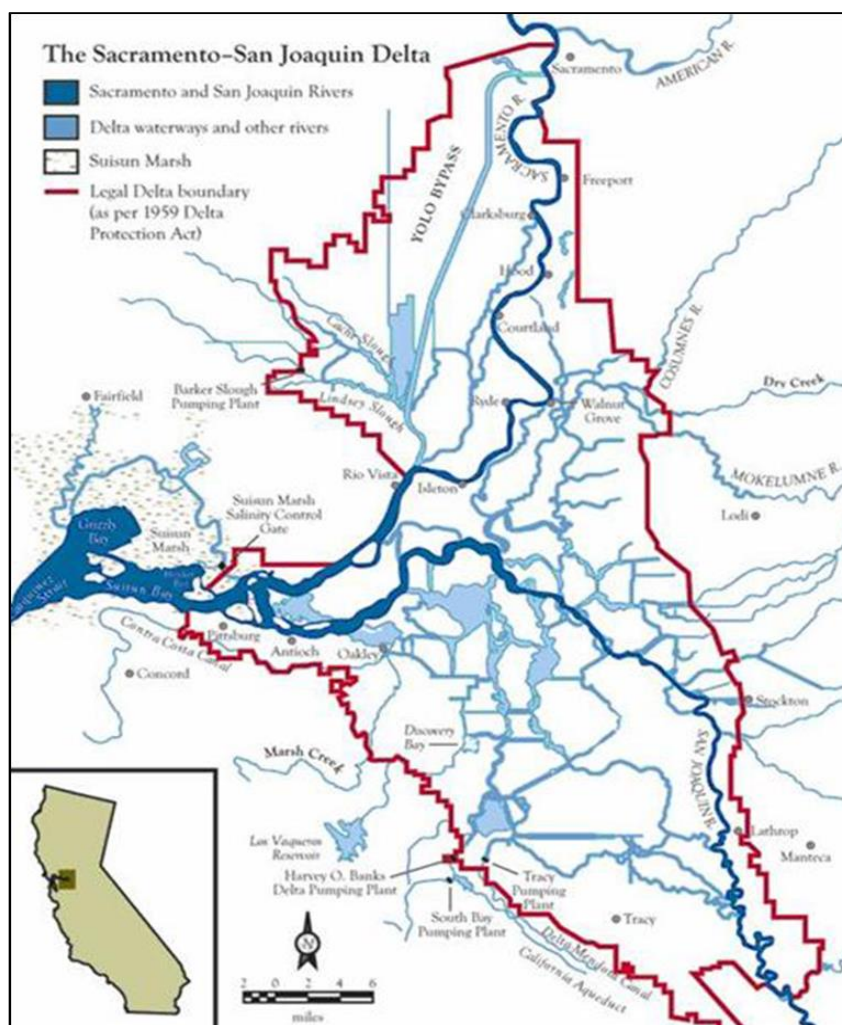 The Sacramento–San Joaquin Delta
Sacramento and San Joaquin Rivers
Delta waterways and other rivers
Suisun Marsh
Legal Delta boundary
(as per 1959 Delta
Protection Act)
Sacramento
AMERICAN R.
SACRAMENTO R.
YOLO BYPASS
Freeport
Clarksburg
Hood
Courtland
COSUMNES R.
Cache Slough
Barker Slough
Pumping Plant
Lindsey Slough
Fairfield
Ryde
Walnut
Grove
Dry Creek
MOKELUMNE R.
Rio Vista
Isleton
Lodi
Suisun Marsh
Salinity Control
Gate
Grizzly
Bay
Suisun
Marsh
Suisun Bay
Strait
Pittsburg
Antioch
Oakley
Contra Costa Canal
Concord
Stockton
Discovery
Bay
Marsh Creek
SAN JOAQUIN R.
Los Vaqueros
Reservoir
Lathrop
Manteca
Harvey O. Banks
Delta Pumping Plant
Tracy
Pumping
Plant
South Bay
Pumping Plant
Tracy
Delta Mendota Canal
California Aqueduct
N
2 0 2 4 6
miles